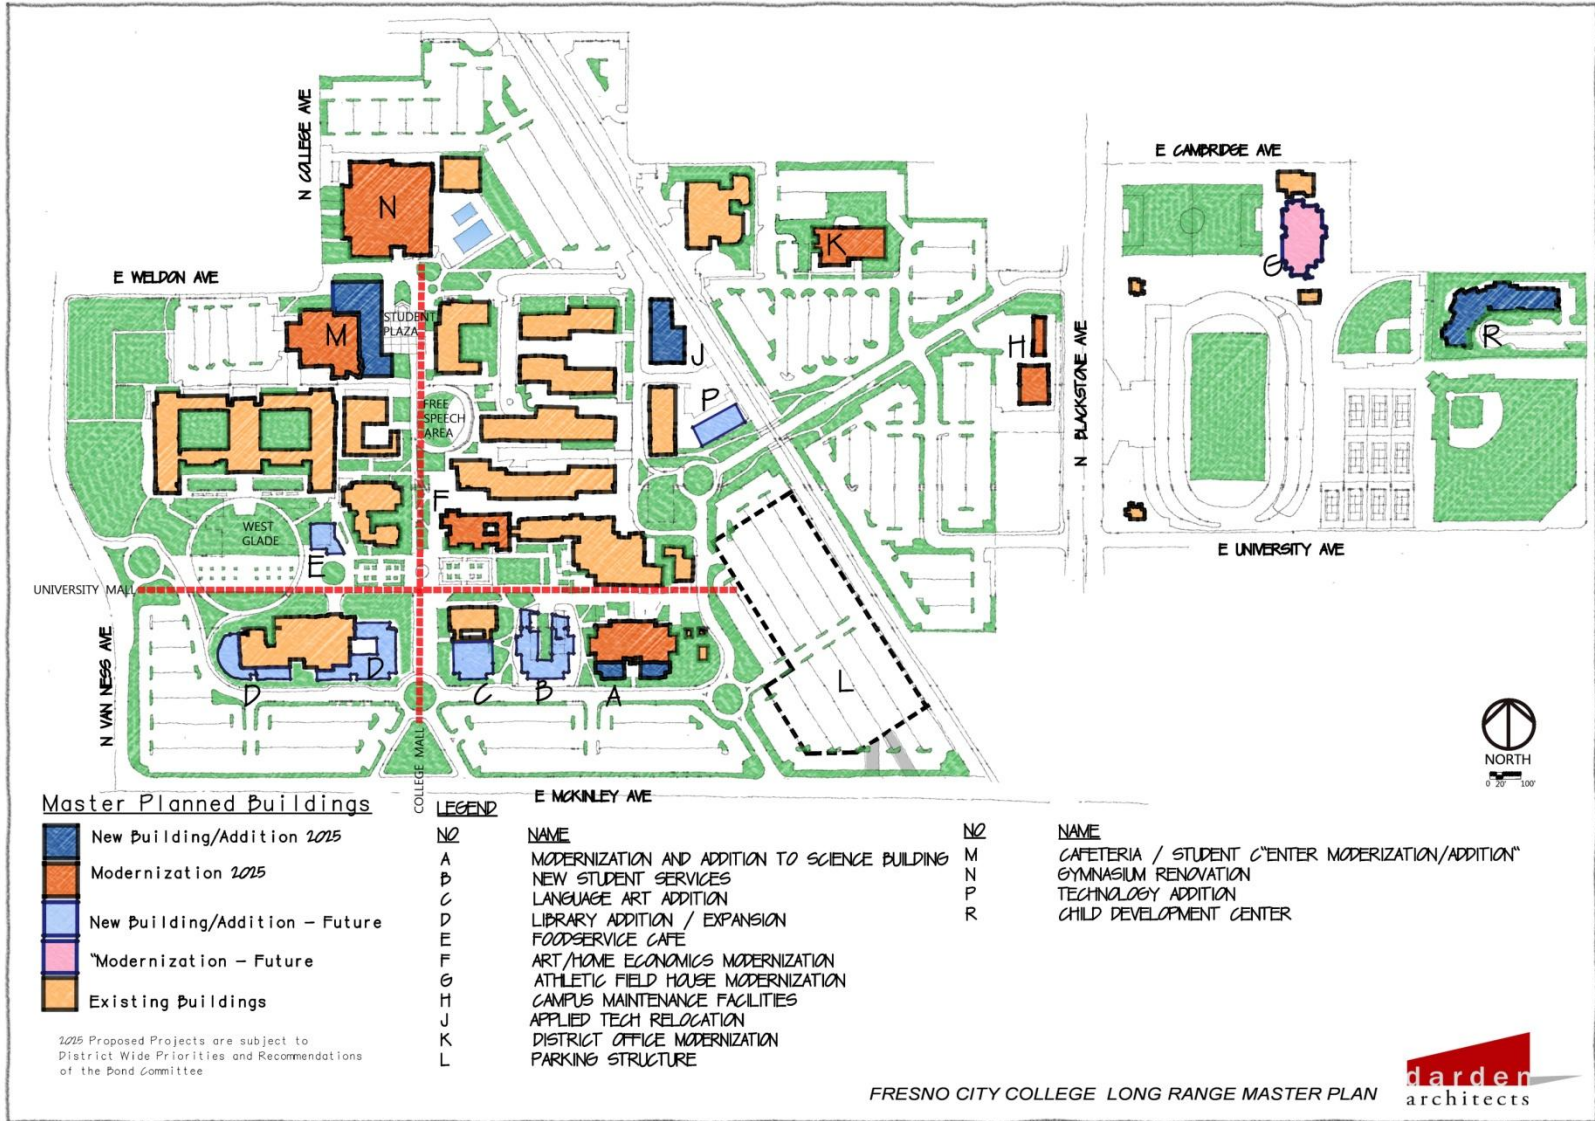 N COLLEGE AVE
E CAMBRIDGE AVE
N
K
G
E WELDON AVE
STUDENT
PLAZA
M
J
H
R
N BLACKSTONE AVE
P
FREE
SPEECH
AREA
F
WEST
GLADE
E
E UNIVERSITY AVE
UNIVERSITY MALL
N VAN NESS AVE
D
D
C
B
A
L
COLLEGE MALL
NORTH
0 20' 100'
E MCKINLEY AVE
Master Planned Buildings
New Building/Addition 2025
Modernization 2025
New Building/Addition - Future
"Modernization - Future
Existing Buildings
2025 Proposed Projects are subject to
District Wide Priorities and Recommendations
of the Bond Committee
LEGEND
NO NAME
A MODERNIZATION AND ADDITION TO SCIENCE BUILDING
B NEW STUDENT SERVICES
C LANGUAGE ART ADDITION
D LIBRARY ADDITION / EXPANSION
E FOODSERVICE CAFE
F ART/HOME ECONOMICS MODERNIZATION
G ATHLETIC FIELD HOUSE MODERNIZATION
H CAMPUS MAINTENANCE FACILITIES
J APPLIED TECH RELOCATION
K DISTRICT OFFICE MODERNIZATION
L PARKING STRUCTURE
NO NAME
M CAFETERIA / STUDENT C"ENTER MODERIZATION/ADDITION"
N GYMNASIUM RENOVATION
P TECHNOLOGY ADDITION
R CHILD DEVELOPMENT CENTER
FRESNO CITY COLLEGE LONG RANGE MASTER PLAN
darden
architects